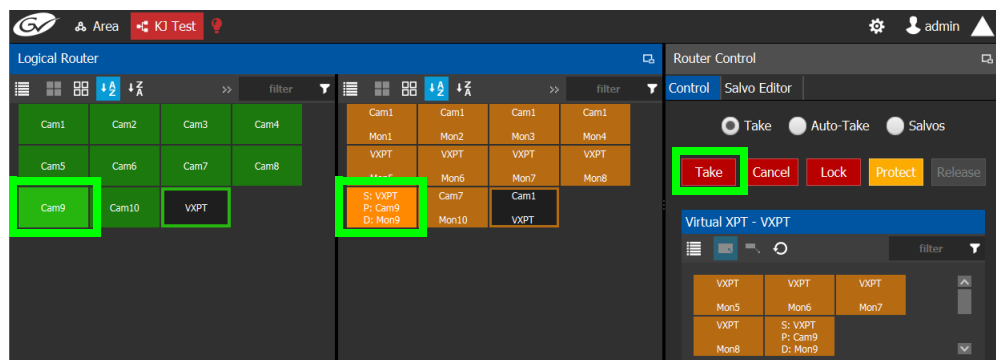 GV Area KJ Test admin
Logical Router
Router Control
filter
filter
Control Salvo Editor
Cam1 Cam2 Cam3 Cam4
Cam5 Cam6 Cam7 Cam8
Cam9 Cam10 VXPT
Cam1 Cam1 Cam1 Cam1
Mon1 Mon2 Mon3 Mon4
VXPT VXPT VXPT VXPT
Mon5 Mon6 Mon7 Mon8
S: VXPT Cam7 Cam1
P: Cam9
D: Mon9 Mon10 VXPT
Take Auto-Take Salvos
Take Cancel Lock Protect Release
Virtual XPT - VXPT
filter
VXPT VXPT VXPT
Mon5 Mon6 Mon7
VXPT S: VXPT
P: Cam9
Mon8 D: Mon9